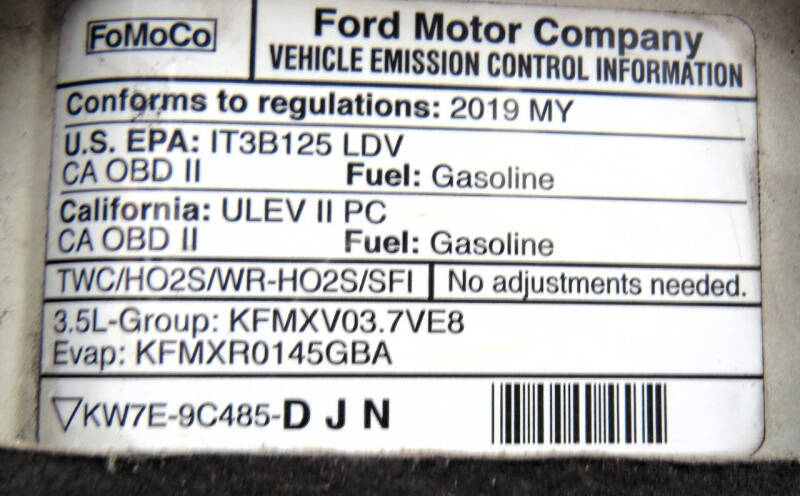 FoMoCo
Ford Motor Company
VEHICLE EMISSION CONTROL INFORMATION
Conforms to regulations: 2019 MY
U.S. EPA: IT3B125 LDV
CA OBD II Fuel: Gasoline
California: ULEV II PC
CA OBD II Fuel: Gasoline
TWC/HO2S/WR-HO2S/SFI No adjustments needed.
3.5L-Group: KFMXV03.7VE8
Evap: KFMXR0145GBA
▽KW7E-9C485-D J N